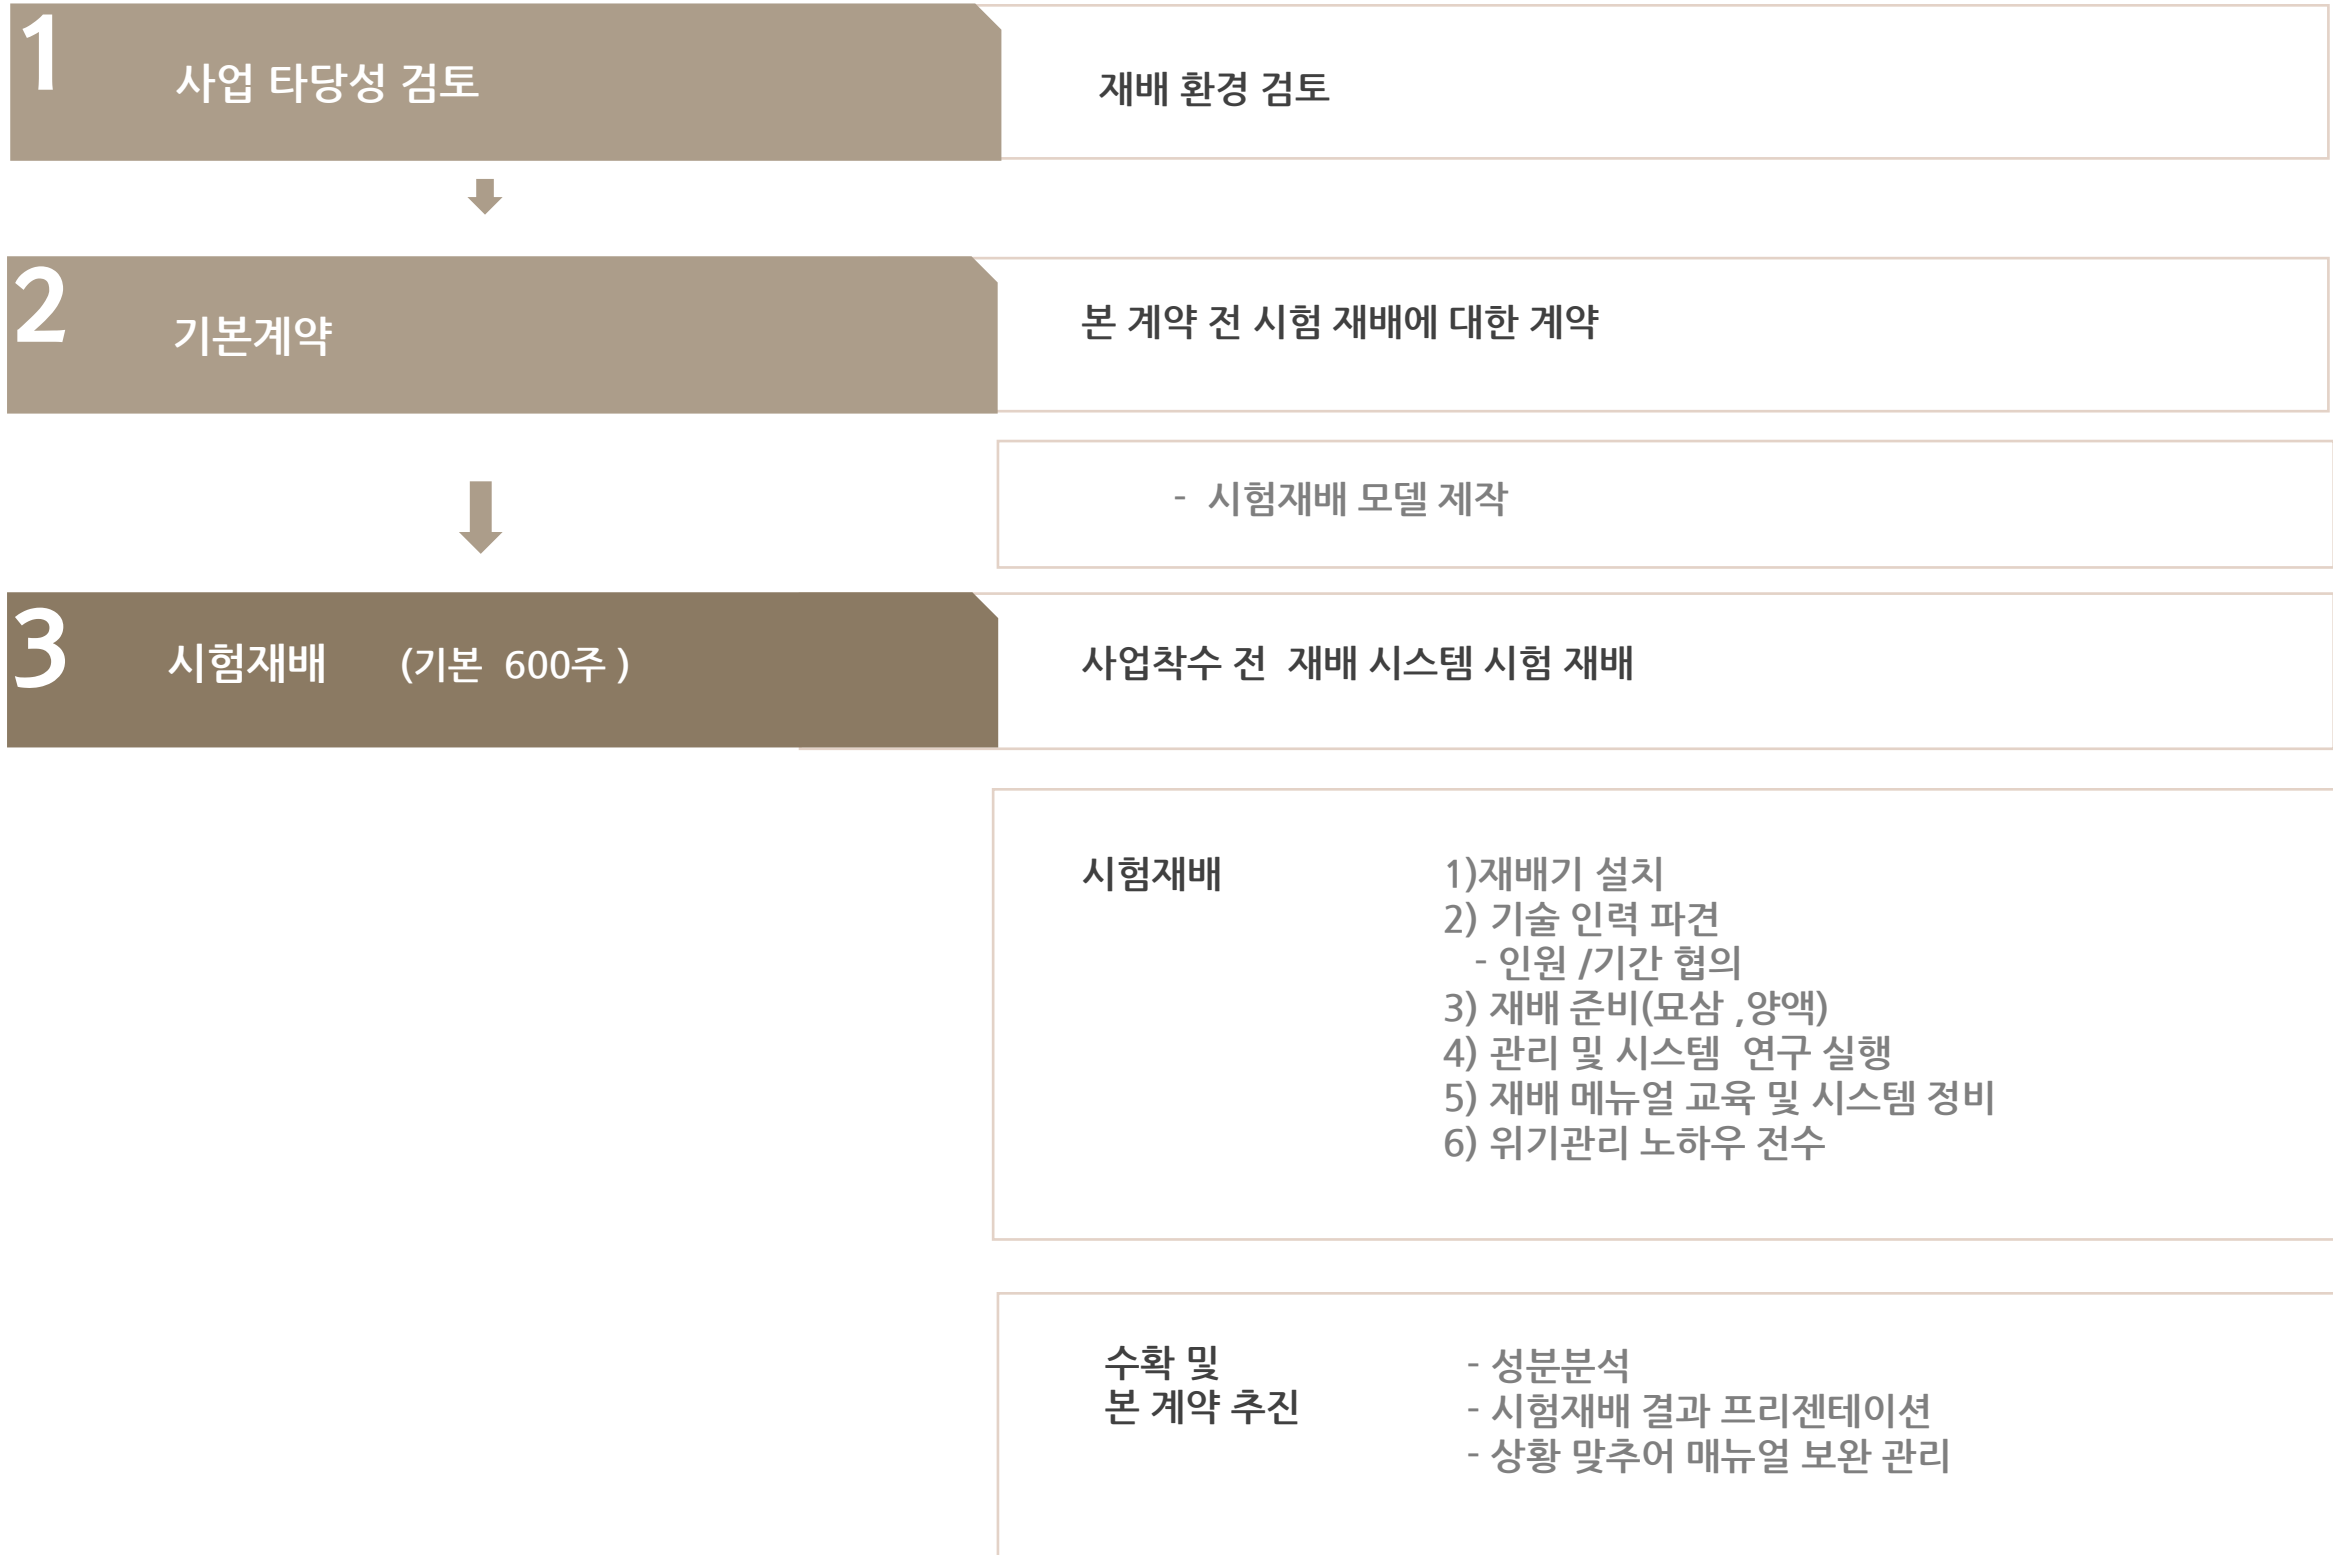 1
사업 타당성 검토
재배 환경 검토
2
기본계약
본 계약 전 시험 재배에 대한 계약
- 시험재배 모델 제작
3
시험재배 (기본 600주 )
사업착수 전 재배 시스템 시험 재배
시험재배
1)재배기 설치
2) 기술 인력 파견
- 인원 /기간 협의
3) 재배 준비(묘삼 ,양액)
4) 관리 및 시스템 연구 실행
5) 재배 메뉴얼 교육 및 시스템 정비
6) 위기관리 노하우 전수
수확 및
본 계약 추진
- 성분분석
- 시험재배 결과 프리젠테이션
- 상황 맞추어 매뉴얼 보완 관리